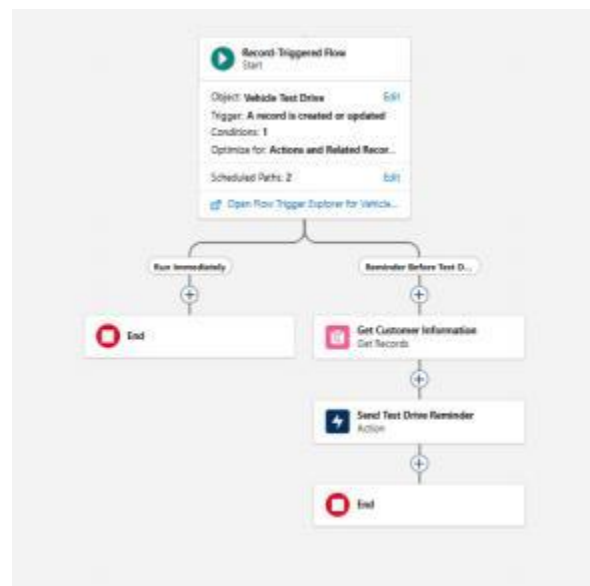 Record-Triggered Flow
Start
Object: Vehicle Test Drive Edit
Trigger: A record is created or updated
Conditions: 1
Optimize for: Actions and Related Recor...
Scheduled Paths: 2 Edit
Open Flow Trigger Explorer for Vehicle...
Run Immediately
Reminder Before Test D...
End
Get Customer Information
Get Records
Send Test Drive Reminder
Action
End